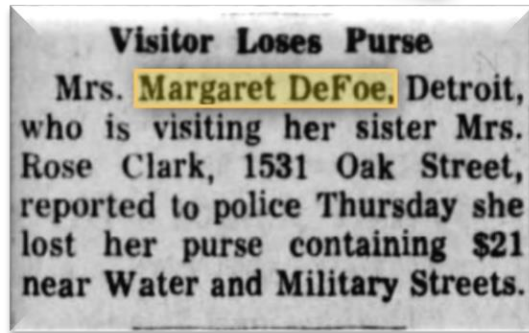 Visitor Loses Purse
Mrs. Margaret DeFoe, Detroit,
who is visiting her sister Mrs.
Rose Clark, 1531 Oak Street,
reported to police Thursday she
lost her purse containing $21
near Water and Military Streets.